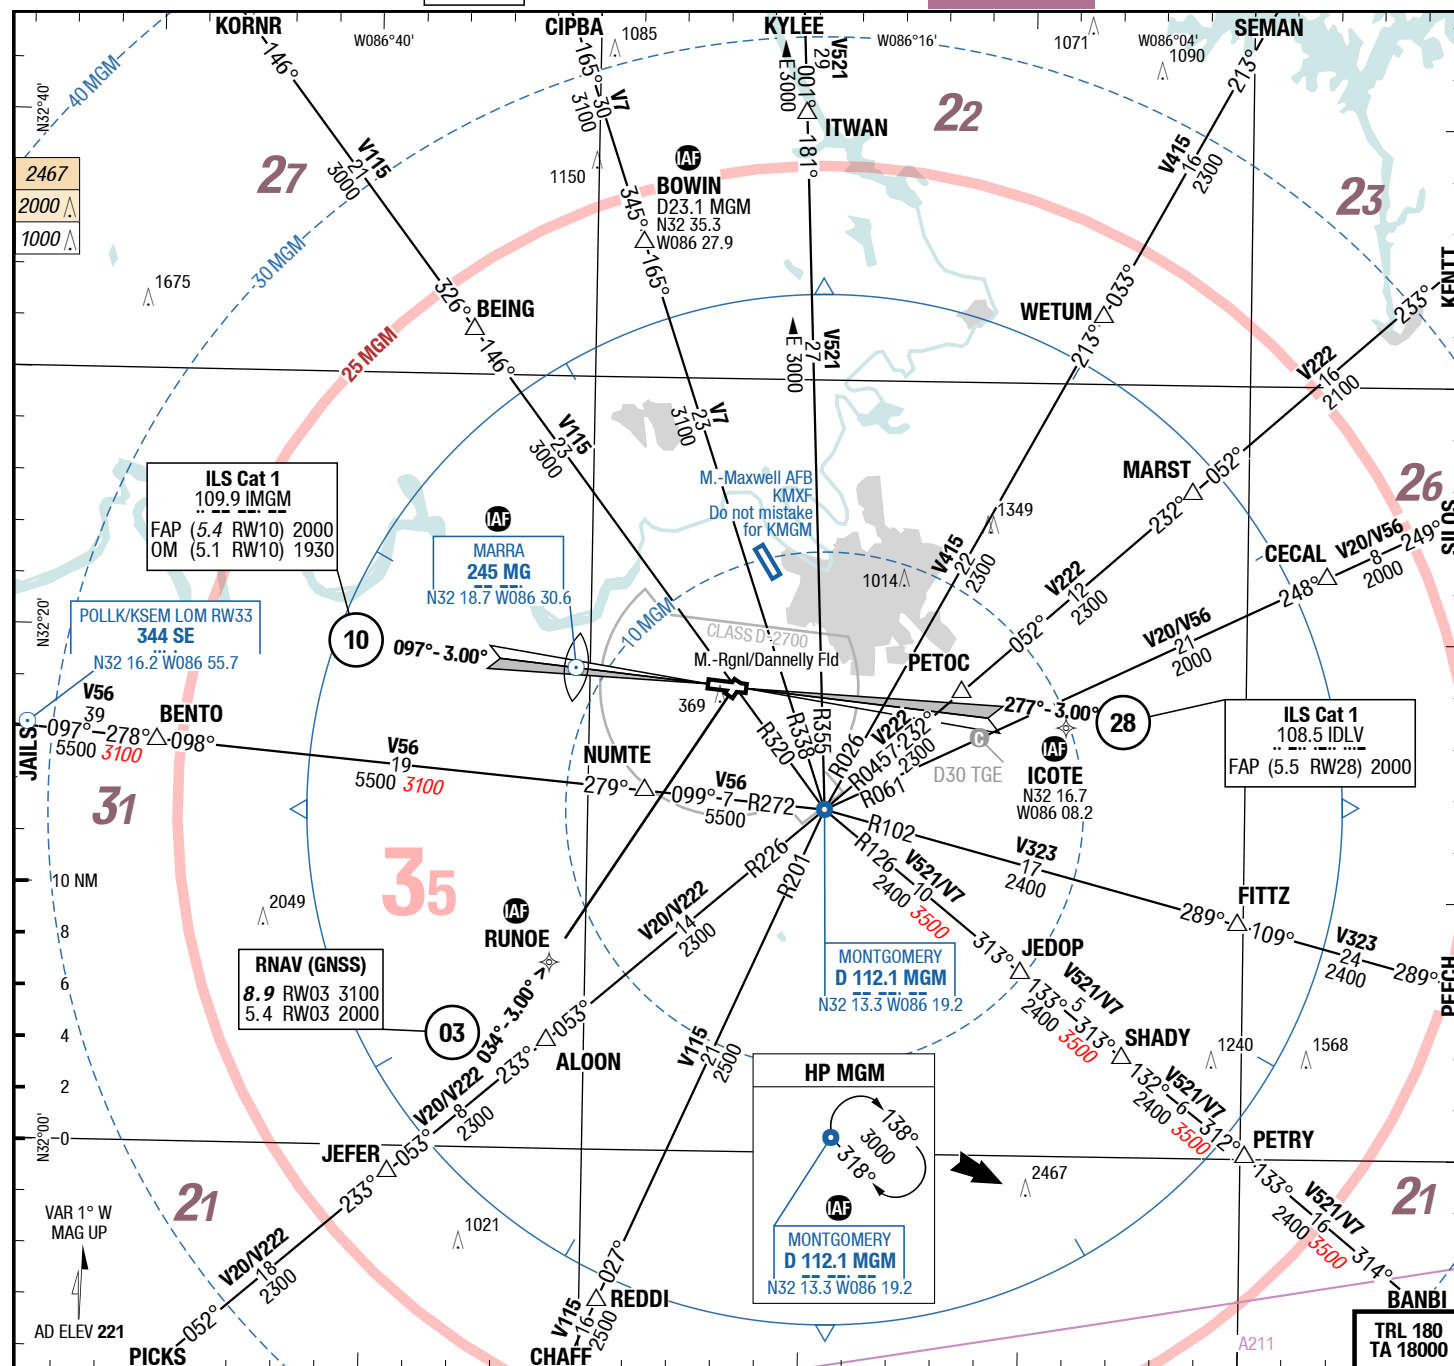 KORNR
CIPBA
KYLEE
SEMAN
W086°40'
W086°16'
W086°04'
1085
1071
1090
40 MGM
N32°40'
146°
V115
21
3000
165°
V7
30
3100
E 3000
V521
29
001°
ITWAN
181°
22
213°
V415
16
2300
27
23
2467
2000
1000
1150
IAF
BOWIN
D23.1 MGM
N32 35.3
W086 27.9
345°
165°
30 MGM
1675
326°
BEING
146°
25 MGM
WETUM
033°
213°
KENTT
233°
V222
16
2100
E 3000
V521
27
V7
23
3100
V115
23
3000
ILS Cat 1
109.9 IMGM
FAP (5.4 RW10) 2000
OM (5.1 RW10) 1930
IAF
MARRA
245 MG
N32 18.7 W086 30.6
M.-Maxwell AFB
KMXF
Do not mistake
for KMGM
MARST
052°
232°
26
SILOS
1349
1014
V415
22
2300
V222
12
2300
CECAL
V20/V56
8
2000
249°
248°
V20/V56
21
2000
N32°20'
POLLK/KSEM LOM RW33
344 SE
N32 16.2 W086 55.7
10
097°- 3.00°
10 MGM
CLASS D-2700
M.-Rgnl/Dannelly Fld
369
PETOC
052°
277°- 3.00°
28
ILS Cat 1
108.5 IDLV
FAP (5.5 RW28) 2000
C
D30 TGE
IAF
ICOTE
N32 16.7
W086 08.2
JAILS
V56
39
097°
278°
5500 3100
BENTO
098°
V56
19
5500 3100
NUMTE
279°
099°
V56
7
5500
R272
R320
R338
R355
R026
R045
V222
7
232°
2300
R061
R102
R126
R226
R201
31
35
10 NM
8
6
4
2
0
2049
IAF
RUNOE
RNAV (GNSS)
8.9 RW03 3100
5.4 RW03 2000
03
034°- 3.00° >
V20/V222
14
2300
V521/V7
10
2400 3500
V323
17
2400
FITTZ
289°
109°
V323
24
2400
289°
PEECH
MONTGOMERY
D 112.1 MGM
N32 13.3 W086 19.2
313°
JEDOP
133°
V521/V7
5
2400 3500
313°
SHADY
1240
1568
053°
ALOON
233°
V20/V222
8
2300
V115
21
2500
HP MGM
138°
3000
318°
IAF
MONTGOMERY
D 112.1 MGM
N32 13.3 W086 19.2
132°
V521/V7
6
2400 3500
312°
PETRY
133°
V521/V7
16
2400 3500
314°
BANBI
N32°00'
JEFER
053°
233°
21
2467
21
VAR 1° W
MAG UP
AD ELEV 221
1021
V20/V222
18
2300
052°
PICKS
027°
REDDI
V115
16
2500
CHAFF
A211
TRL 180
TA 18000